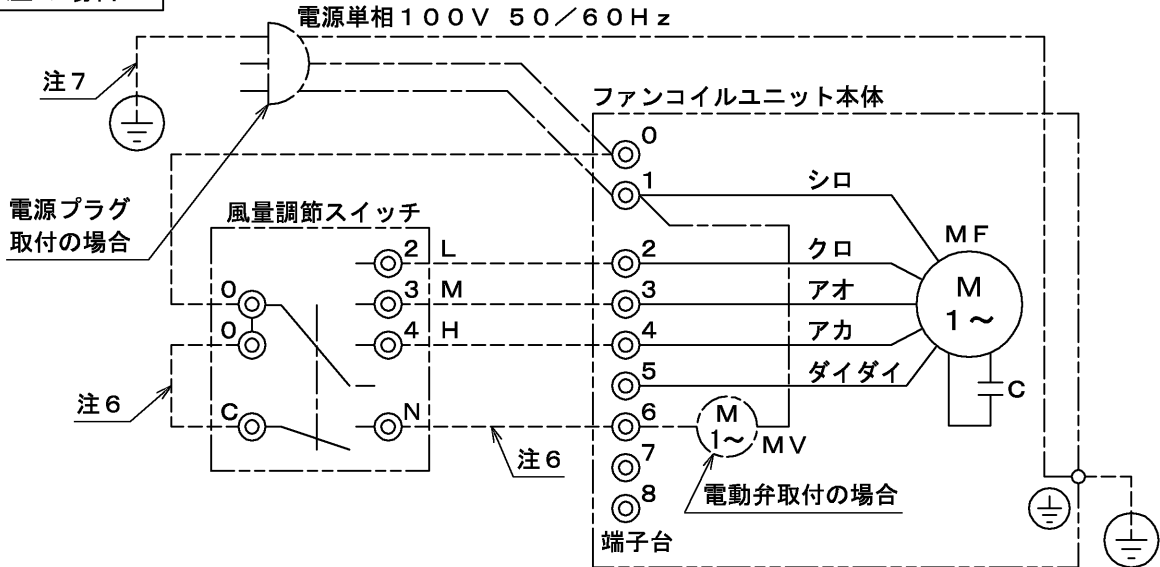 電源単相１００Ｖ ５０／６０Ｈｚ
注７
ファンコイルユニット本体
0
1
シロ
電源プラグ
取付の場合
風量調節スイッチ
ＭＦ
2 L
2
クロ
0
3 M
3
アオ
M
1～
0
4 H
4
アカ
5
ダイダイ
C
注６
C
N
6
M
1～
ＭＶ
注６
7
電動弁取付の場合
8
端子台